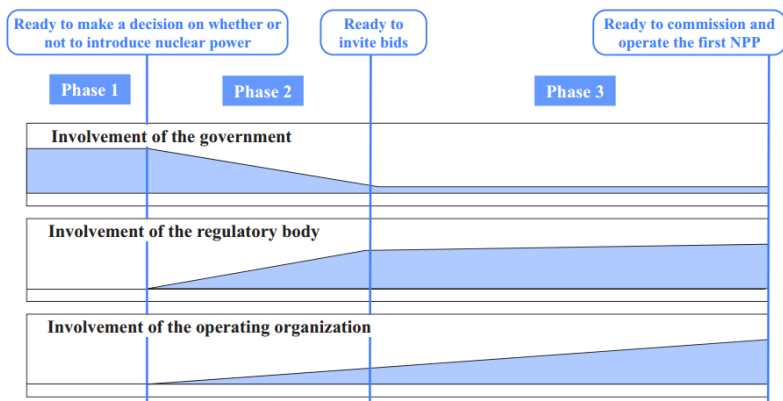 Ready to make a decision on whether or
not to introduce nuclear power
Ready to
invite bids
Ready to commission and
operate the first NPP
Phase 1
Phase 2
Phase 3
Involvement of the government
Involvement of the regulatory body
Involvement of the operating organization